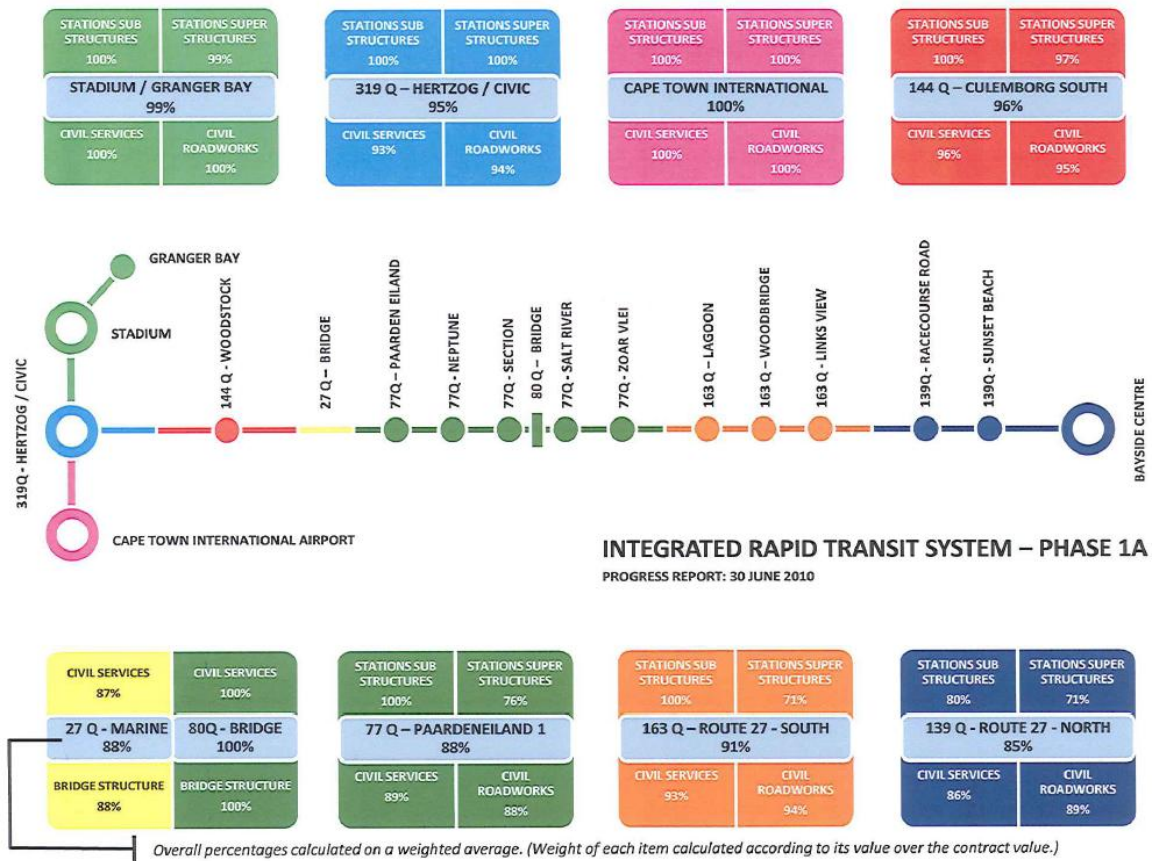 STATIONS SUB STRUCTURES
100%
STATIONS SUPER STRUCTURES
99%
STADIUM / GRANGER BAY
99%
CIVIL SERVICES
100%
CIVIL ROADWORKS
100%
STATIONS SUB STRUCTURES
100%
STATIONS SUPER STRUCTURES
100%
319 Q – HERTZOG / CIVIC
95%
CIVIL SERVICES
93%
CIVIL ROADWORKS
94%
STATIONS SUB STRUCTURES
100%
STATIONS SUPER STRUCTURES
100%
CAPE TOWN INTERNATIONAL
100%
CIVIL SERVICES
100%
CIVIL ROADWORKS
100%
STATIONS SUB STRUCTURES
100%
STATIONS SUPER STRUCTURES
97%
144 Q – CULEMBORG SOUTH
96%
CIVIL SERVICES
96%
CIVIL ROADWORKS
95%
GRANGER BAY
STADIUM
319Q - HERTZOG / CIVIC
CAPE TOWN INTERNATIONAL AIRPORT
144 Q - WOODSTOCK
27 Q – BRIDGE
77Q – PAARDEN EILAND
77Q - NEPTUNE
77Q - SECTION
80 Q – BRIDGE
77Q - SALT RIVER
77Q - ZOAR VLEI
163 Q – LAGOON
163 Q – WOODBRIDGE
163 Q - LINKS VIEW
139Q - RACECOURSE ROAD
139Q - SUNSET BEACH
BAYSIDE CENTRE
INTEGRATED RAPID TRANSIT SYSTEM – PHASE 1A
PROGRESS REPORT: 30 JUNE 2010
CIVIL SERVICES
87%
27 Q - MARINE
88%
BRIDGE STRUCTURE
88%
CIVIL SERVICES
100%
80Q - BRIDGE
100%
BRIDGE STRUCTURE
100%
STATIONS SUB STRUCTURES
100%
STATIONS SUPER STRUCTURES
76%
77 Q – PAARDENEILAND 1
88%
CIVIL SERVICES
89%
CIVIL ROADWORKS
88%
STATIONS SUB STRUCTURES
100%
STATIONS SUPER STRUCTURES
71%
163 Q – ROUTE 27 - SOUTH
91%
CIVIL SERVICES
93%
CIVIL ROADWORKS
94%
STATIONS SUB STRUCTURES
80%
STATIONS SUPER STRUCTURES
71%
139 Q - ROUTE 27 - NORTH
85%
CIVIL SERVICES
86%
CIVIL ROADWORKS
89%
Overall percentages calculated on a weighted average. (Weight of each item calculated according to its value over the contract value.)